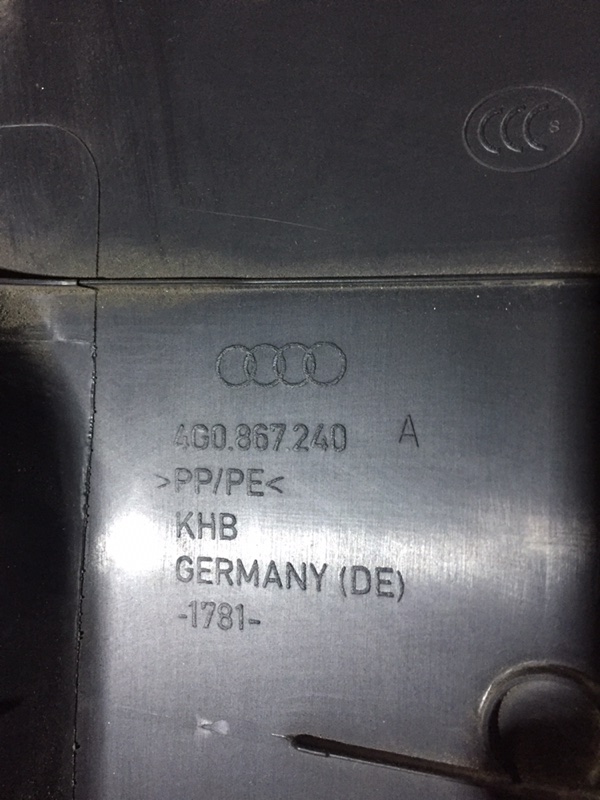 CCC S
4G0.867.240 A
>PP/PE<
KHB
GERMANY (DE)
-1781-